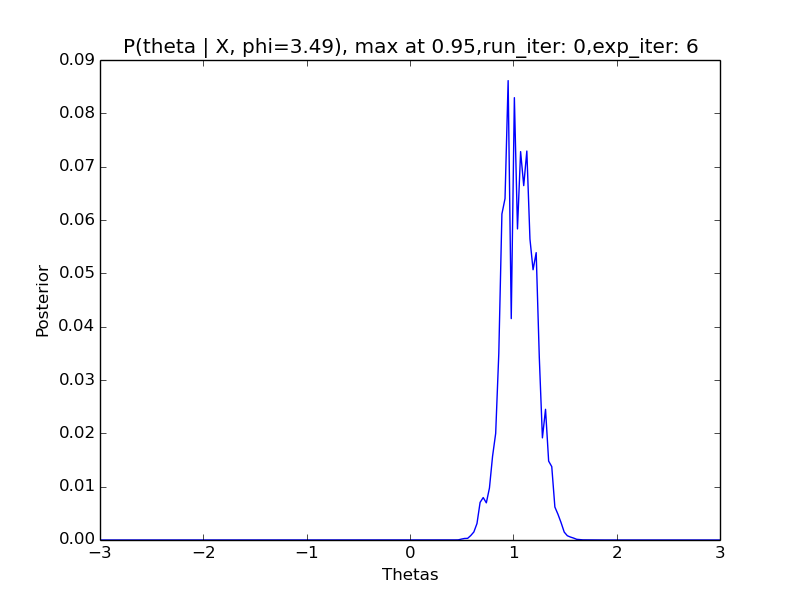 P(theta | X, phi=3.49), max at 0.95,run_iter: 0,exp_iter: 6
0.09
0.08
0.07
0.06
0.05
0.04
0.03
0.02
0.01
0.00
Posterior
−3 −2 −1 0 1 2 3
Thetas